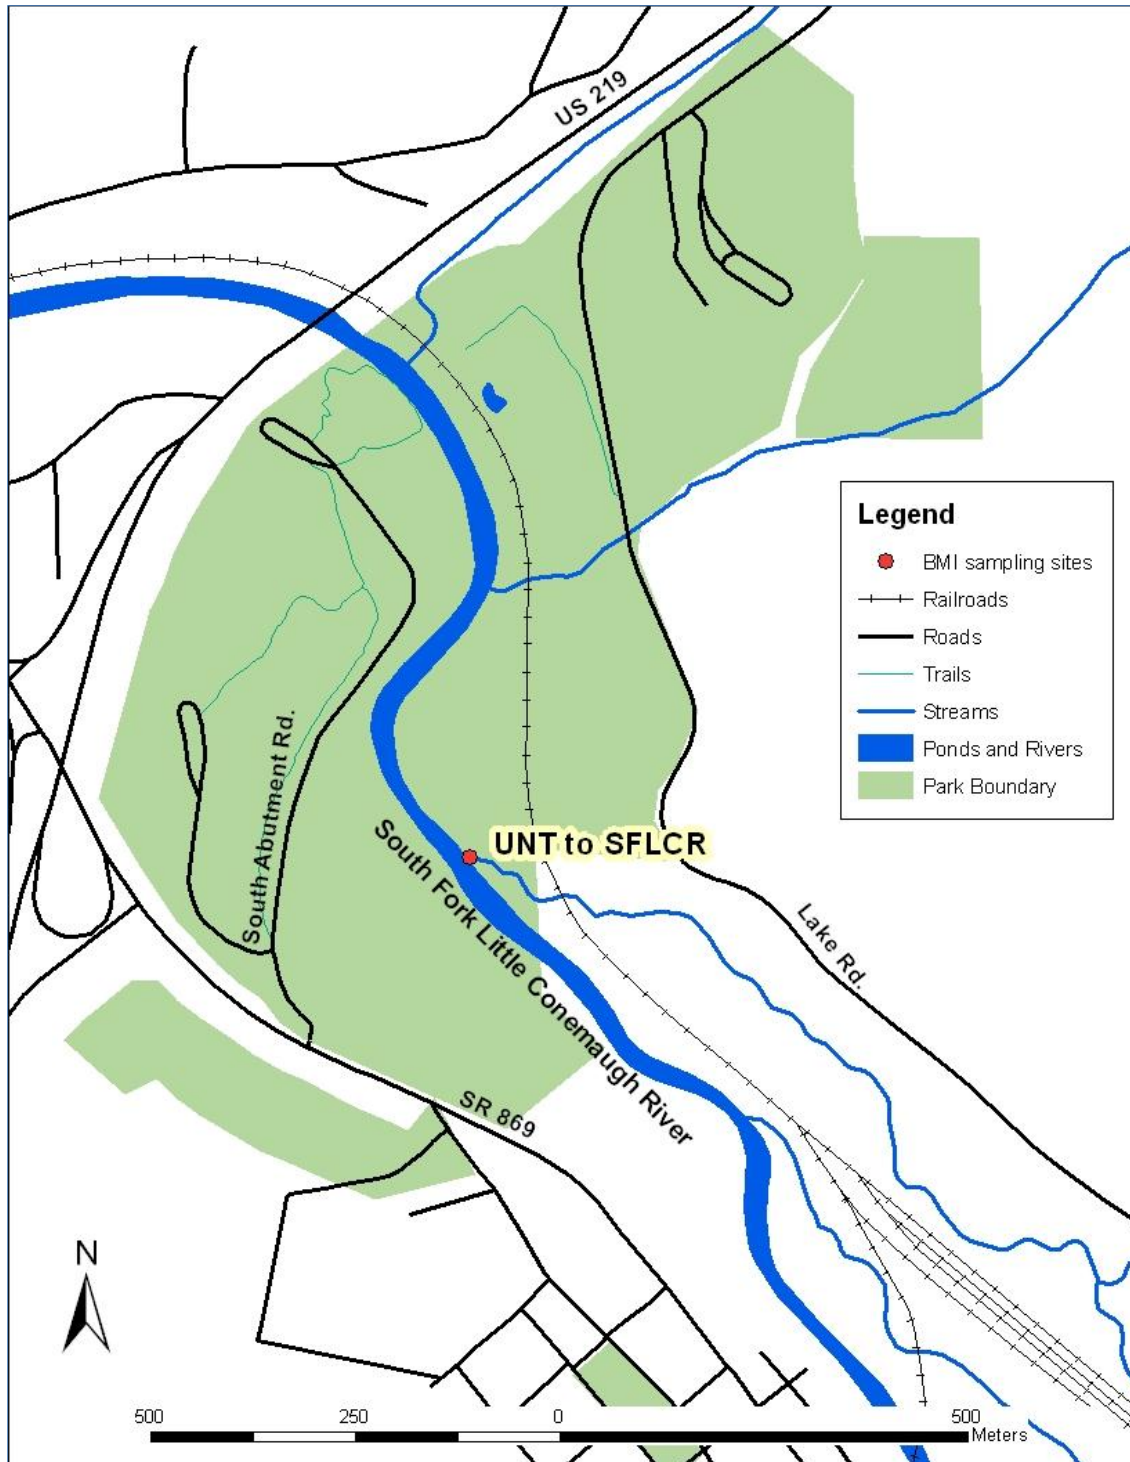 US 219
Legend
BMI sampling sites
Railroads
Roads
Trails
Streams
Ponds and Rivers
Park Boundary
South Abutment Rd.
UNT to SFLCR
South Fork Little Conemaugh River
Lake Rd.
SR 869
N
500 250 0 500
Meters